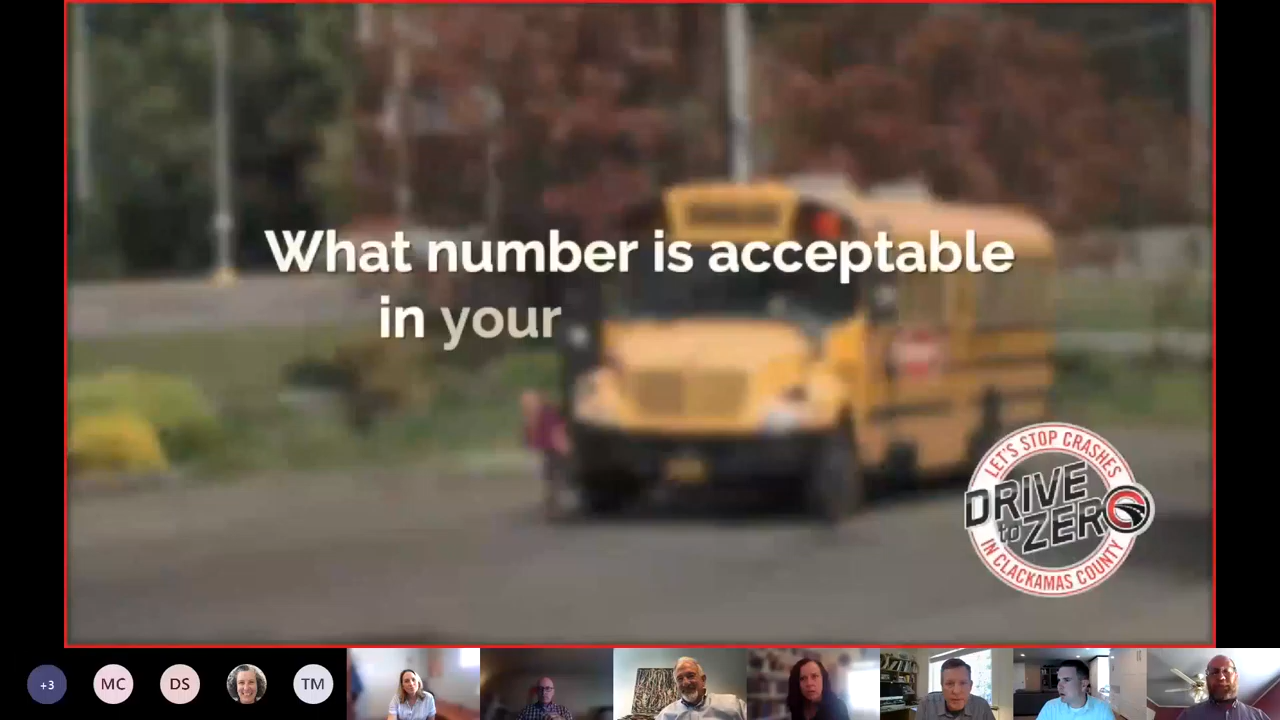 What number is acceptable
in your
LET'S STOP CRASHES
DRIVE
to ZERO
IN CLACKAMAS COUNTY
+3
MC
DS
TM